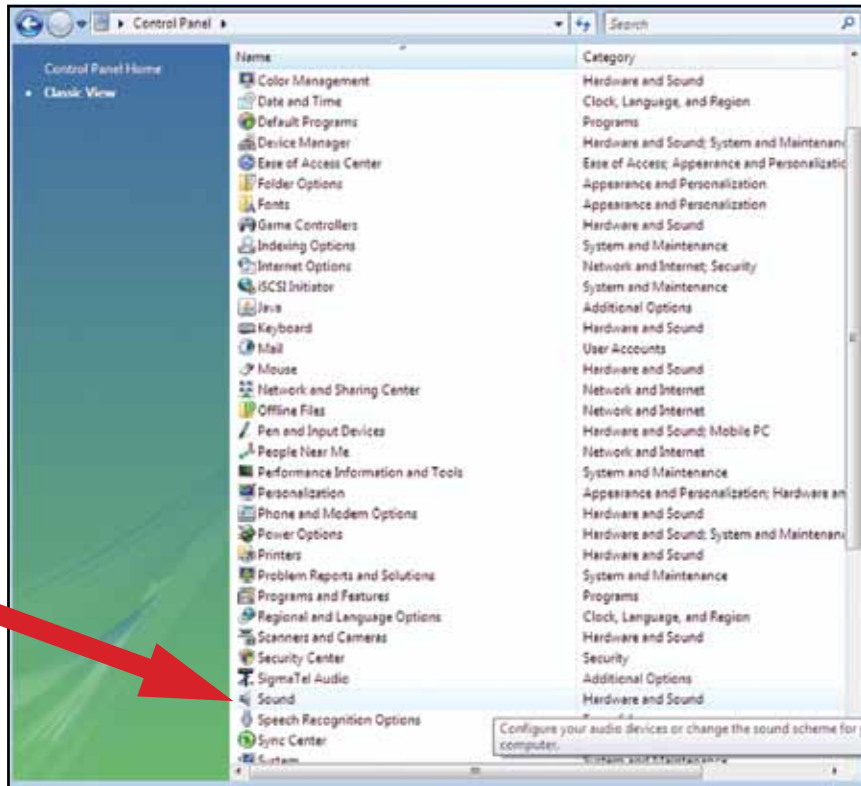 Control Panel
Search
Control Panel Home
Classic View
Name Category
Color Management Hardware and Sound
Date and Time Clock, Language, and Region
Default Programs Programs
Device Manager Hardware and Sound; System and Maintenan
Ease of Access Center Ease of Access; Appearance and Personalizatio
Folder Options Appearance and Personalization
Fonts Appearance and Personalization
Game Controllers Hardware and Sound
Indexing Options System and Maintenance
Internet Options Network and Internet; Security
iSCSI Initiator System and Maintenance
Java Additional Options
Keyboard Hardware and Sound
Mail User Accounts
Mouse Hardware and Sound
Network and Sharing Center Network and Internet
Offline Files Network and Internet
Pen and Input Devices Hardware and Sound; Mobile PC
People Near Me Network and Internet
Performance Information and Tools System and Maintenance
Personalization Appearance and Personalization; Hardware an
Phone and Modem Options Hardware and Sound
Power Options Hardware and Sound; System and Maintenan
Printers Hardware and Sound
Problem Reports and Solutions System and Maintenance
Programs and Features Programs
Regional and Language Options Clock, Language, and Region
Scanners and Cameras Hardware and Sound
Security Center Security
SigmaTel Audio Additional Options
Sound Hardware and Sound
Speech Recognition Options
Configure your audio devices or change the sound scheme for
Sync Center
computer.
System System and Maintenance